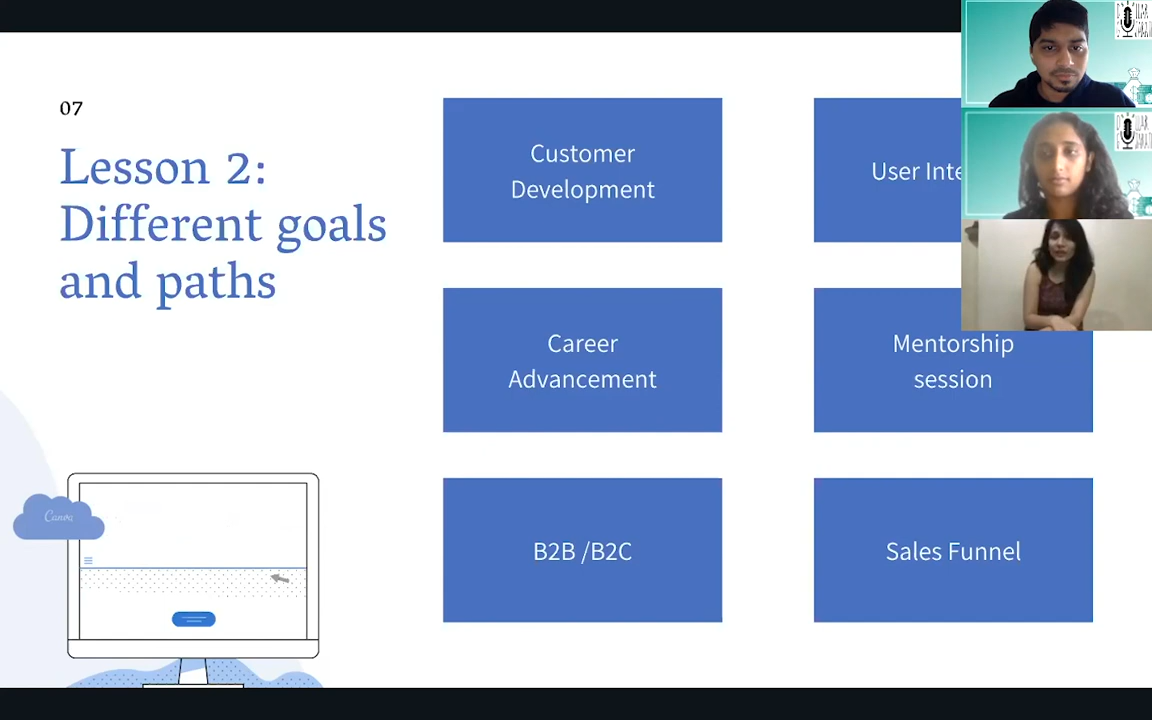 07
Lesson 2:
Different goals
and paths
Customer
Development
User
Career
Advancement
Mentorship
session
B2B /B2C
Sales Funnel
Canva